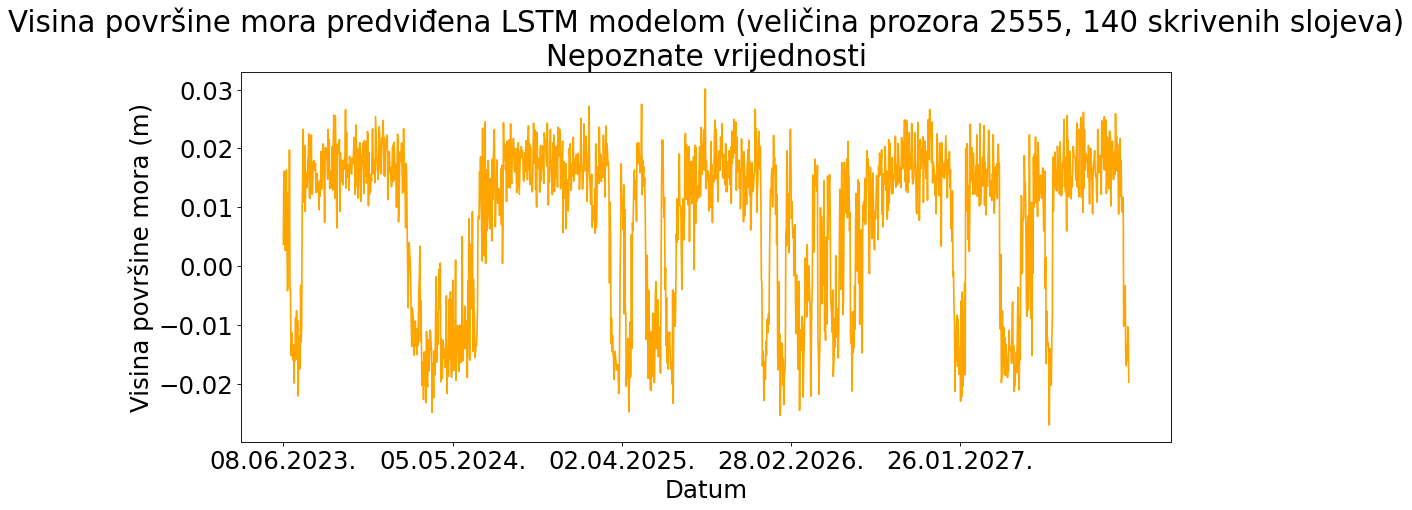 Visina površine mora predviđena LSTM modelom (veličina prozora 2555, 140 skrivenih slojeva)
Nepoznate vrijednosti
Visina površine mora (m)
0.03
0.02
0.01
0.00
−0.01
−0.02
08.06.2023. 05.05.2024. 02.04.2025. 28.02.2026. 26.01.2027.
Datum